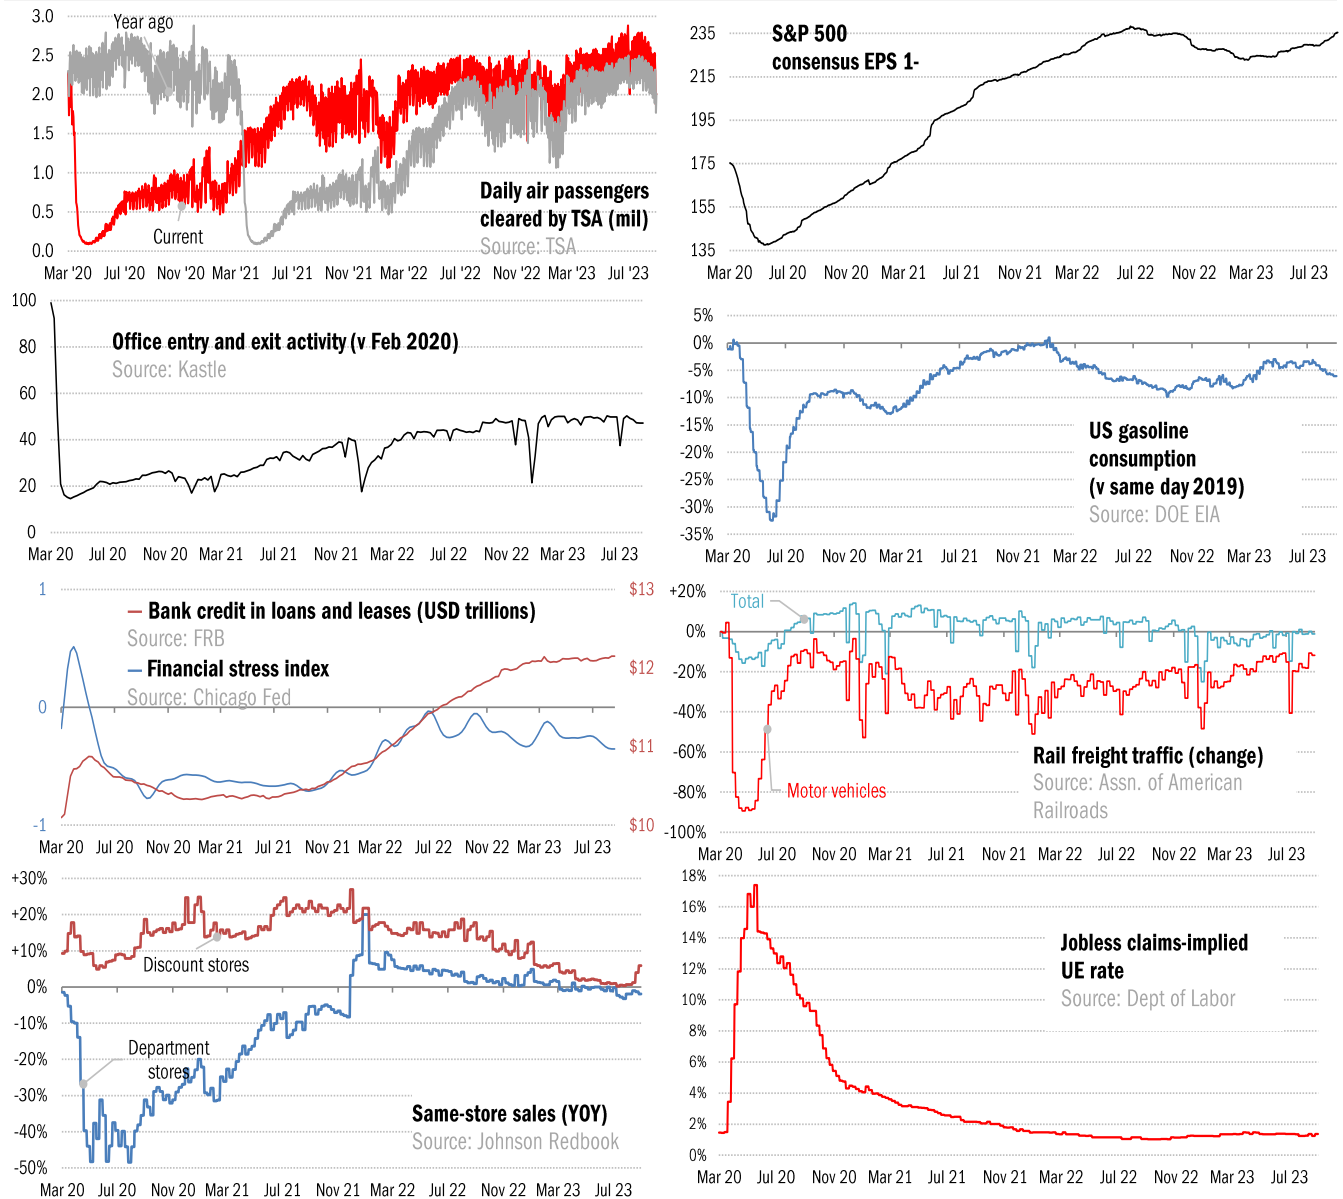 3.0
2.5
2.0
1.5
1.0
0.5
0.0
Year ago
Current
Daily air passengers
cleared by TSA (mil)
Source: TSA
Mar '20 Jul '20 Nov '20 Mar '21 Jul '21 Nov '21 Mar '22 Jul '22 Nov '22 Mar '23 Jul '23
235
215
195
175
155
135
S&P 500
consensus EPS 1-
Mar 20 Jul 20 Nov 20 Mar 21 Jul 21 Nov 21 Mar 22 Jul 22 Nov 22 Mar 23 Jul 23
100
80
60
40
20
0
Office entry and exit activity (v Feb 2020)
Source: Kastle
Mar 20 Jul 20 Nov 20 Mar 21 Jul 21 Nov 21 Mar 22 Jul 22 Nov 22 Mar 23 Jul 23
5%
0%
-5%
-10%
-15%
-20%
-25%
-30%
-35%
US gasoline
consumption
(v same day 2019)
Source: DOE EIA
Mar 20 Jul 20 Nov 20 Mar 21 Jul 21 Nov 21 Mar 22 Jul 22 Nov 22 Mar 23 Jul 23
1
0
-1
Bank credit in loans and leases (USD trillions)
Source: FRB
Financial stress index
Source: Chicago Fed
$13
$12
$11
$10
Mar 20 Jul 20 Nov 20 Mar 21 Jul 21 Nov 21 Mar 22 Jul 22 Nov 22 Mar 23 Jul 23
+20%
0%
-20%
-40%
-60%
-80%
-100%
Total
Motor vehicles
Rail freight traffic (change)
Source: Assn. of American
Railroads
Mar 20 Jul 20 Nov 20 Mar 21 Jul 21 Nov 21 Mar 22 Jul 22 Nov 22 Mar 23 Jul 23
+30%
+20%
+10%
0%
-10%
-20%
-30%
-40%
-50%
Discount stores
Department
stores
Same-store sales (YOY)
Source: Johnson Redbook
Mar 20 Jul 20 Nov 20 Mar 21 Jul 21 Nov 21 Mar 22 Jul 22 Nov 22 Mar 23 Jul 23
18%
16%
14%
12%
10%
8%
6%
4%
2%
0%
Jobless claims-implied
UE rate
Source: Dept of Labor
Mar 20 Jul 20 Nov 20 Mar 21 Jul 21 Nov 21 Mar 22 Jul 22 Nov 22 Mar 23 Jul 23